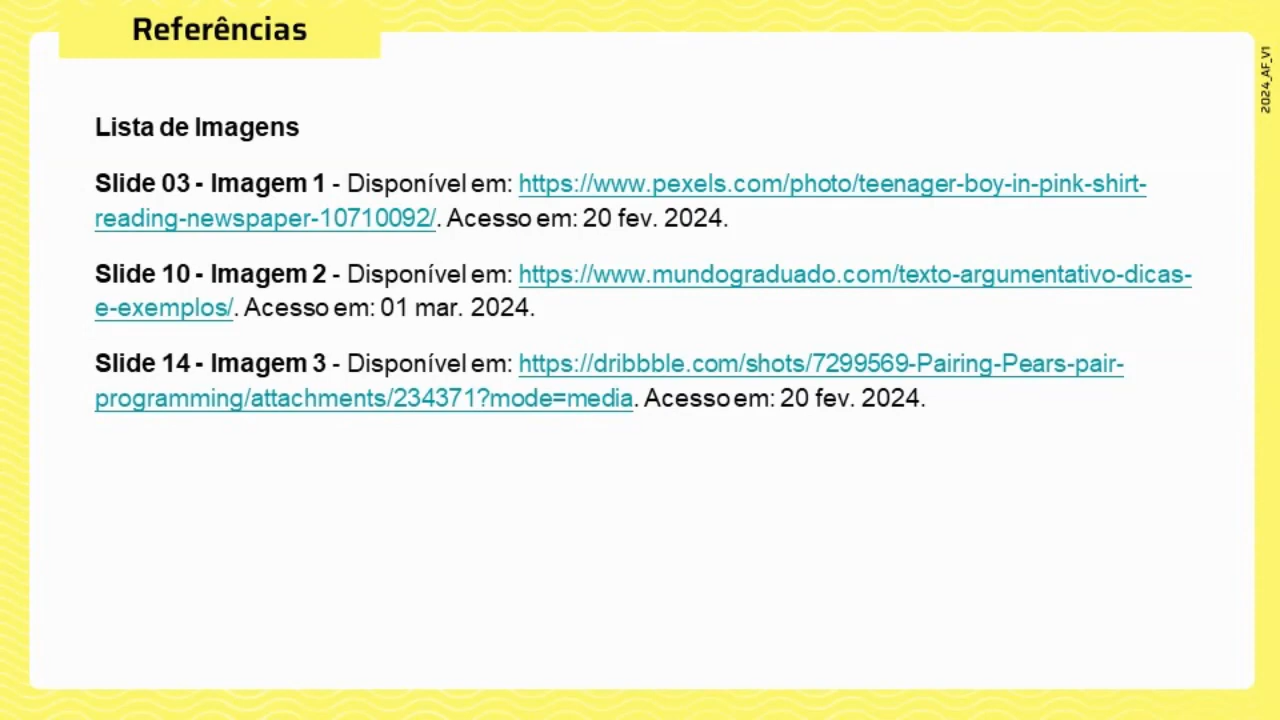 Referências
2024_AF_V1
Lista de Imagens
Slide 03 - Imagem 1 - Disponível em: https://www.pexels.com/photo/teenager-boy-in-pink-shirt-
reading-newspaper-10710092/. Acesso em: 20 fev. 2024.
Slide 10 - Imagem 2 - Disponível em: https://www.mundograduado.com/texto-argumentativo-dicas-
e-exemplos/. Acesso em: 01 mar. 2024.
Slide 14 - Imagem 3 - Disponível em: https://dribbble.com/shots/7299569-Pairing-Pears-pair-
programming/attachments/234371?mode=media. Acesso em: 20 fev. 2024.